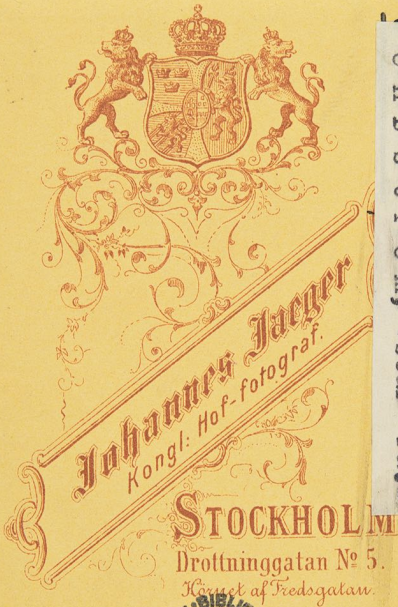 Johannes Jaeger
Kongl: Hof-fotograf.
STOCKHOLM
Drottninggatan № 5.
Hörnet af Fredsgatan.